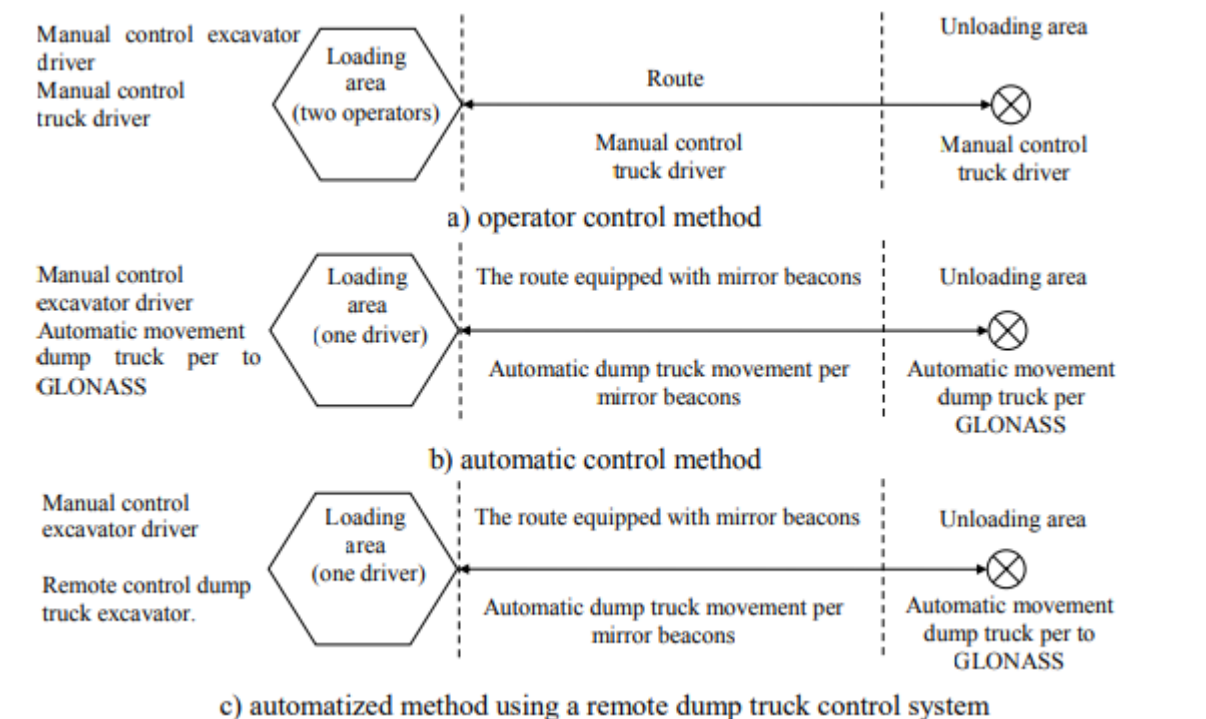 Manual control excavator
driver
Manual control
truck driver
Loading
area
(two operators)
Route
Manual control
truck driver
Unloading area
Manual control
truck driver
a) operator control method
Manual control
excavator driver
Automatic movement
dump truck per to
GLONASS
Loading
area
(one driver)
The route equipped with mirror beacons
Automatic dump truck movement per
mirror beacons
Unloading area
Automatic movement
dump truck per
GLONASS
b) automatic control method
Manual control
excavator driver
Remote control dump
truck excavator.
Loading
area
(one driver)
The route equipped with mirror beacons
Automatic dump truck movement per
mirror beacons
Unloading area
Automatic movement
dump truck per to
GLONASS
c) automatized method using a remote dump truck control system